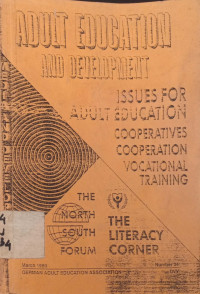 ADULT EDUCATION
AND DEVELOPMENT
ISSUES FOR
ADULT EDUCATION
COOPERATIVES
COOPERATION
VOCATIONAL
TRAINING
THE
NORTH
SOUTH
FORUM
THE
LITERACY
CORNER
GERMAN ADULT EDUCATION ASSOCIATION